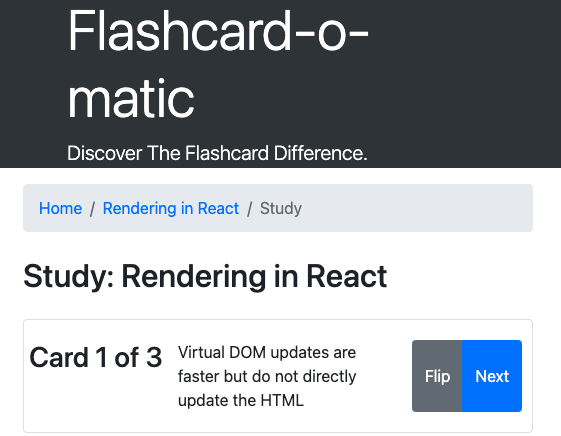 Flashcard-o-
matic
Discover The Flashcard Difference.
Home / Rendering in React / Study
Study: Rendering in React
Card 1 of 3
Virtual DOM updates are
faster but do not directly
update the HTML
Flip Next